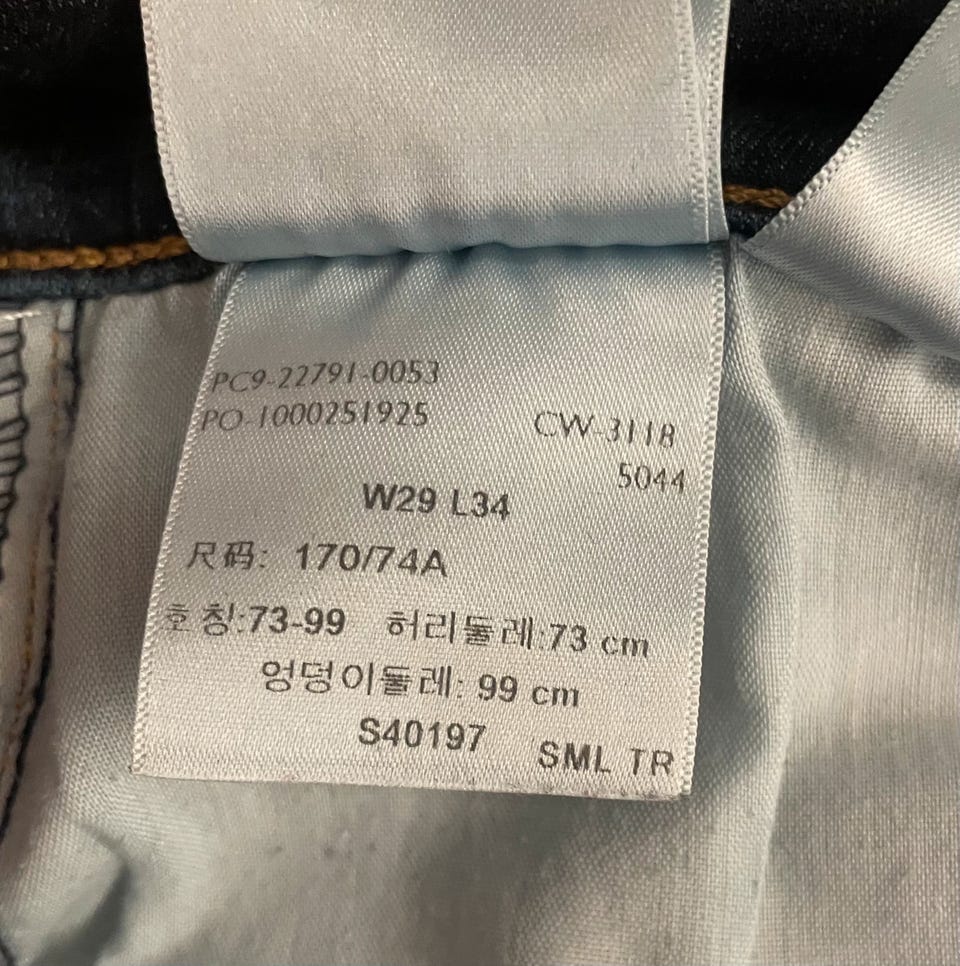 PC9-22791-0053
PO-1000251925
CW-3118
5044
W29 L34
尺码: 170/74A
호칭:73-99 허리둘레:73 cm
엉덩이둘레: 99 cm
S40197 SML TR